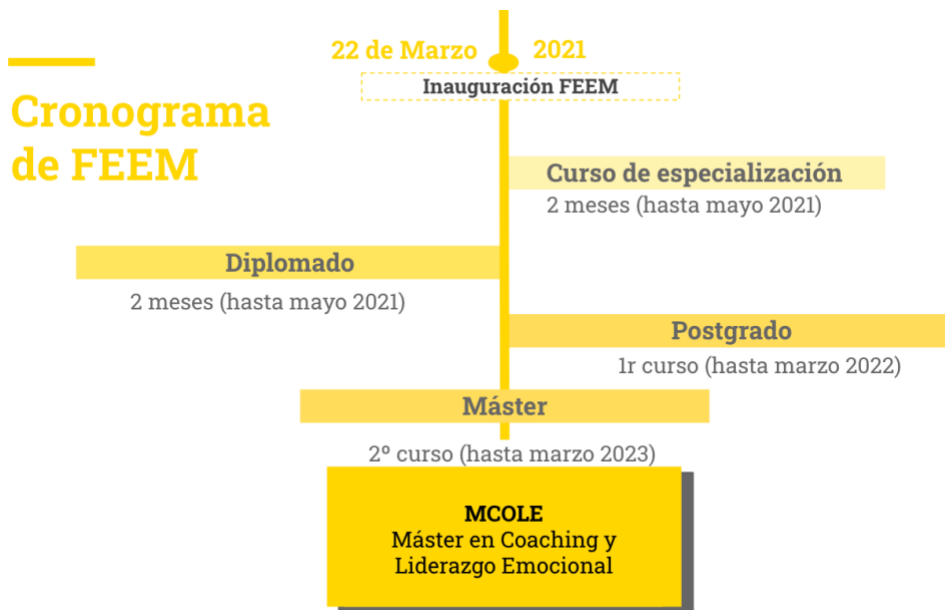 22 de Marzo 2021
Inauguración FEEM
Cronograma
de FEEM
Curso de especialización
2 meses (hasta mayo 2021)
Diplomado
2 meses (hasta mayo 2021)
Postgrado
1r curso (hasta marzo 2022)
Máster
2º curso (hasta marzo 2023)
MCOLE
Máster en Coaching y
Liderazgo Emocional